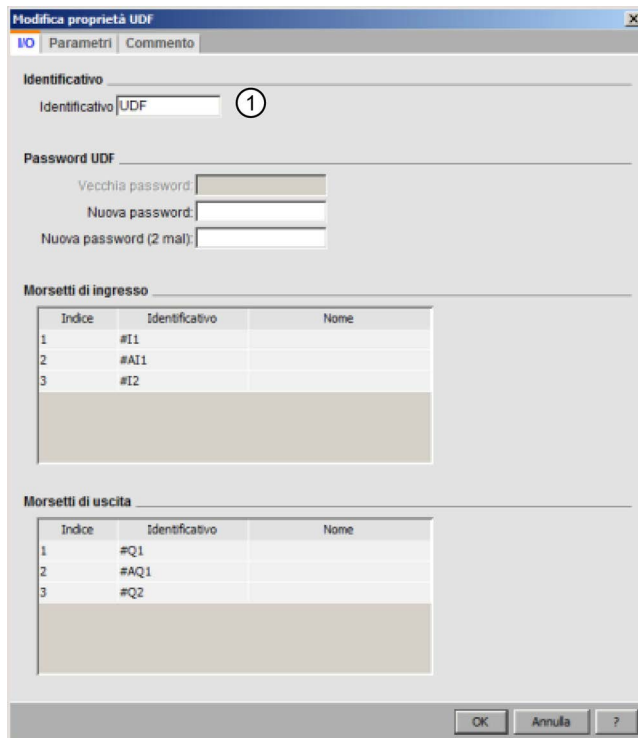 Modifica proprietà UDF
I/O Parametri Commento
Identificativo
Identificativo UDF 1
Password UDF
Vecchia password:
Nuova password:
Nuova password (2 mal):
Morsetti di ingresso
Indice Identificativo Nome
1 #I1
2 #AI1
3 #I2
Morsetti di uscita
Indice Identificativo Nome
1 #Q1
2 #AQ1
3 #Q2
OK Annulla ?